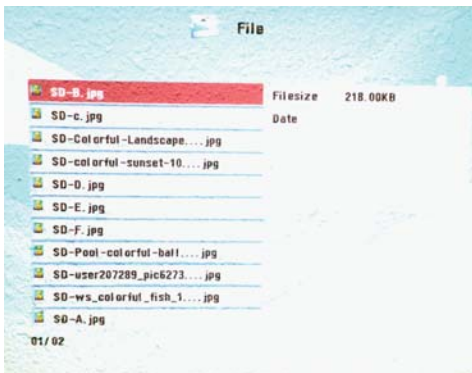 File
SD-B.jpg
Filesize 218.00KB
SD-c.jpg
Date
SD-Colorful-Landscape....jpg
SD-colorful-sunset-10....jpg
SD-D.jpg
SD-E.jpg
SD-F.jpg
SD-Pool-colorful-ball....jpg
SD-user207289_pic6273....jpg
SD-ws_colorful_fish_1....jpg
SD-A.jpg
01/02